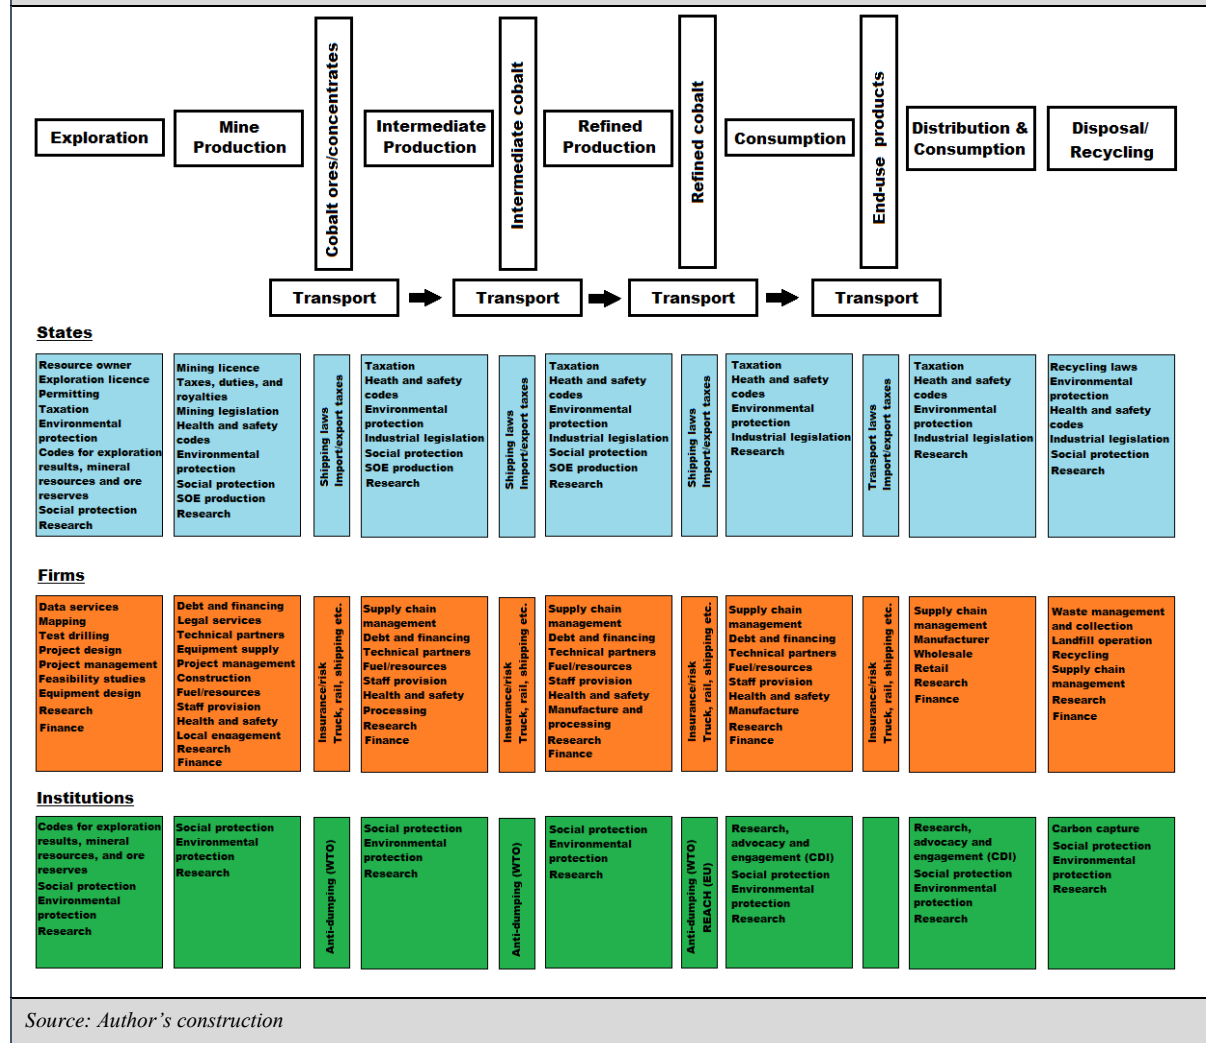 Exploration
Mine
Production
Cobalt ores/concentrates
Intermediate
Production
Intermediate cobalt
Refined
Production
Refined cobalt
Consumption
End-use products
Distribution &
Consumption
Disposal/
Recycling
Transport
Transport
Transport
Transport
States
Resource owner
Exploration licence
Permitting
Taxation
Environmental
protection
Codes for exploration
results, mineral
resources and ore
reserves
Social protection
Research
Mining licence
Taxes, duties, and
royalties
Mining legislation
Health and safety
codes
Environmental
protection
Social protection
SOE production
Research
Shipping laws
Import/export taxes
Taxation
Heath and safety
codes
Environmental
protection
Industrial legislation
Social protection
SOE production
Research
Shipping laws
Import/export taxes
Taxation
Heath and safety
codes
Environmental
protection
Industrial legislation
Social protection
SOE production
Research
Shipping laws
Import/export taxes
Taxation
Heath and safety
codes
Environmental
protection
Industrial legislation
Research
Transport laws
Import/export taxes
Taxation
Heath and safety
codes
Environmental
protection
Industrial legislation
Research
Recycling laws
Environmental
protection
Health and safety
codes
Industrial legislation
Social protection
Research
Firms
Data services
Mapping
Test drilling
Project design
Project management
Feasibility studies
Equipment design
Research
Finance
Debt and financing
Legal services
Technical partners
Equipment supply
Project management
Construction
Fuel/resources
Staff provision
Health and safety
Local engagement
Research
Finance
Insurance/risk
Truck, rail, shipping etc.
Supply chain
management
Debt and financing
Technical partners
Fuel/resources
Staff provision
Health and safety
Processing
Research
Finance
Insurance/risk
Truck, rail, shipping etc.
Supply chain
management
Debt and financing
Technical partners
Fuel/resources
Staff provision
Health and safety
Manufacture and
processing
Research
Finance
Insurance/risk
Truck, rail, shipping etc.
Supply chain
management
Debt and financing
Technical partners
Fuel/resources
Staff provision
Health and safety
Manufacture
Research
Finance
Insurance/risk
Truck, rail, shipping etc.
Supply chain
management
Manufacturer
Wholesale
Retail
Research
Finance
Waste management
and collection
Landfill operation
Recycling
Supply chain
management
Research
Finance
Institutions
Codes for exploration
results, mineral
resources, and ore
reserves
Social protection
Environmental
protection
Research
Social protection
Environmental
protection
Research
Anti-dumping (WTO)
Social protection
Environmental
protection
Research
Anti-dumping (WTO)
Social protection
Environmental
protection
Research
Anti-dumping (WTO)
REACH (EU)
Research,
advocacy and
engagement (CDI)
Social protection
Environmental
protection
Research
Research,
advocacy and
engagement (CDI)
Social protection
Environmental
protection
Research
Carbon capture
Social protection
Environmental
protection
Research
Source: Author's construction